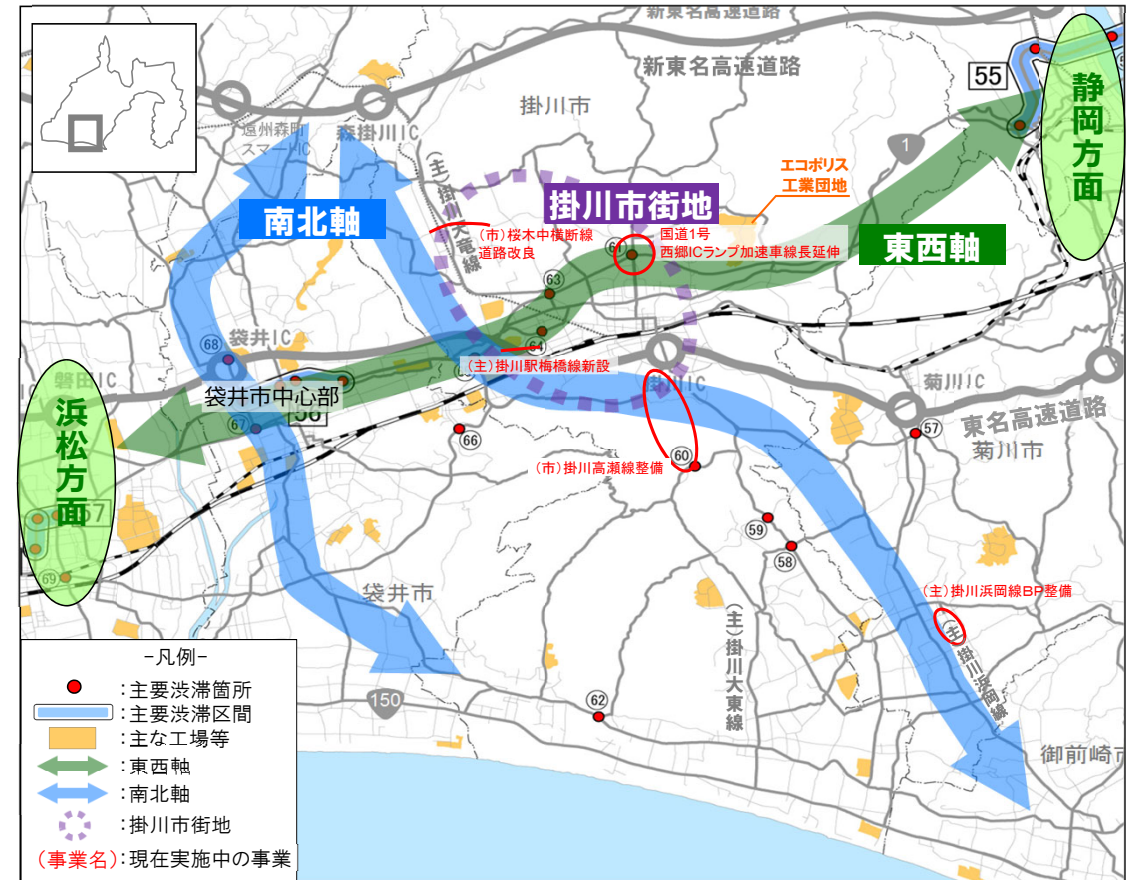 新東名高速道路
新東名高速道路
55
静岡方面
掛川市
遠州森町
スマートIC
森掛川IC
1
(主)掛川大竜線
エコポリス
工業団地
掛川市街地
南北軸
(市)桜木中横断線
道路改良
国道1号
西郷ICランプ加速車線長延伸
61
東西軸
63
64
68
袋井IC
(主)掛川駅梅橋線新設
磐田IC
袋井市中心部
56
掛川IC
菊川IC
東名高速道路
浜松方面
67
66
57
菊川市
60
(市)掛川高瀬線整備
57
59
58
69
袋井市
(主)掛川浜岡線BP整備
(主)掛川大東線
(主)掛川浜岡線
150
62
御前崎市
-凡例-
:主要渋滞箇所
:主要渋滞区間
:主な工場等
:東西軸
:南北軸
:掛川市街地
(事業名):現在実施中の事業